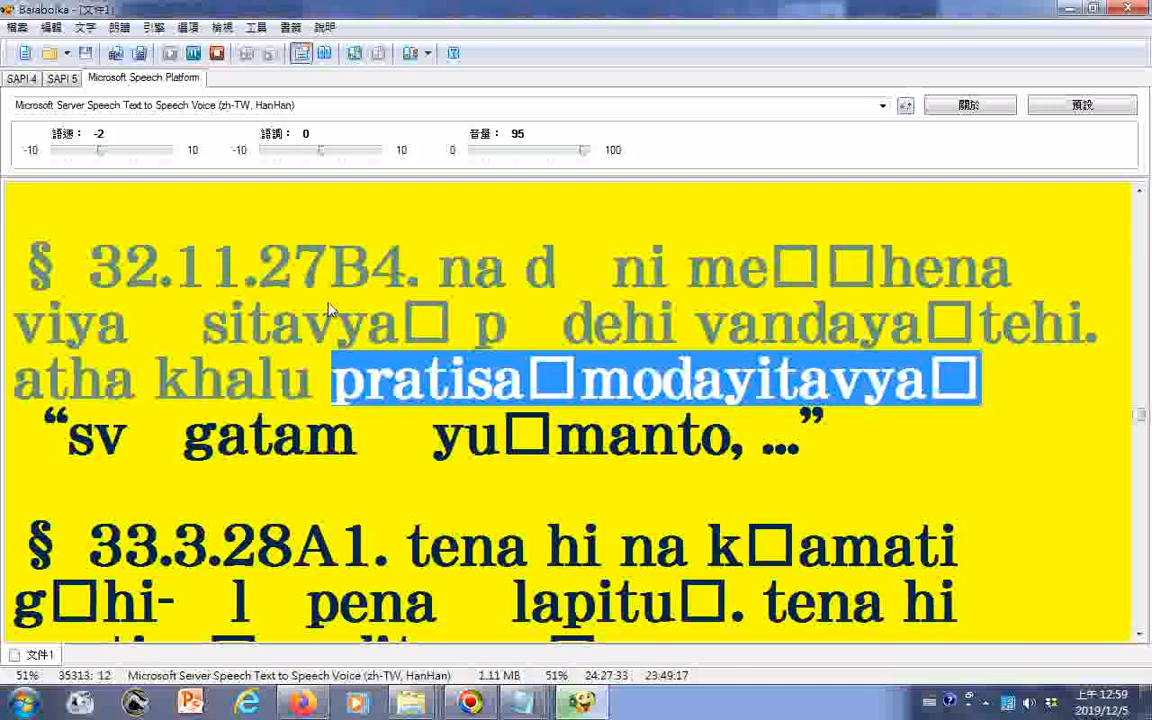 Balabolka - [文件1]
檔案 編輯 文字 朗讀 引擎 選項 檢視 工具 書籤 說明
SAPI 4 SAPI 5 Microsoft Speech Platform
Microsoft Server Speech Text to Speech Voice (zh-TW, HanHan) 關於 預設
語速： -2 語調： 0 音量： 95
-10 10 -10 10 0 100
§ 32.11.27B4. na d ni me□□hena
viya sitavya□ p dehi vandaya□tehi.
atha khalu pratisa□modayitavya□
“sv gatam yu□manto, ...”
§ 33.3.28A1. tena hi na k□amati
g□hi- l pena lapitu□. tena hi
文件1
51% 35313: 12 Microsoft Server Speech Text to Speech Voice (zh-TW, HanHan) 1.11 MB 51% 24:27:33 23:49:17
上午 12:59
2019/12/5